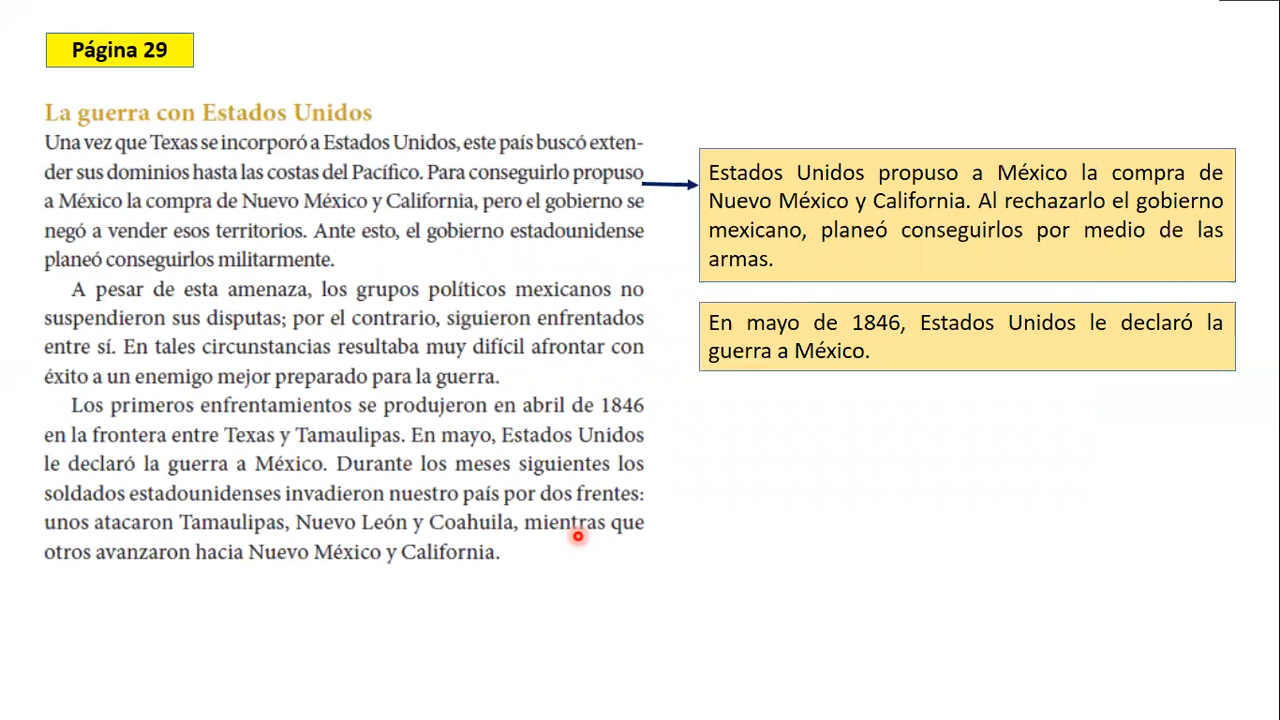 Página 29
La guerra con Estados Unidos
Una vez que Texas se incorporó a Estados Unidos, este país buscó exten-
der sus dominios hasta las costas del Pacífico. Para conseguirlo propuso
a México la compra de Nuevo México y California, pero el gobierno se
negó a vender esos territorios. Ante esto, el gobierno estadounidense
planeó conseguirlos militarmente.
A pesar de esta amenaza, los grupos políticos mexicanos no
suspendieron sus disputas; por el contrario, siguieron enfrentados
entre sí. En tales circunstancias resultaba muy difícil afrontar con
éxito a un enemigo mejor preparado para la guerra.
Los primeros enfrentamientos se produjeron en abril de 1846
en la frontera entre Texas y Tamaulipas. En mayo, Estados Unidos
le declaró la guerra a México. Durante los meses siguientes los
soldados estadounidenses invadieron nuestro país por dos frentes:
unos atacaron Tamaulipas, Nuevo León y Coahuila, mientras que
otros avanzaron hacia Nuevo México y California.
Estados Unidos propuso a México la compra de
Nuevo México y California. Al rechazarlo el gobierno
mexicano, planeó conseguirlos por medio de las
armas.
En mayo de 1846, Estados Unidos le declaró la
guerra a México.